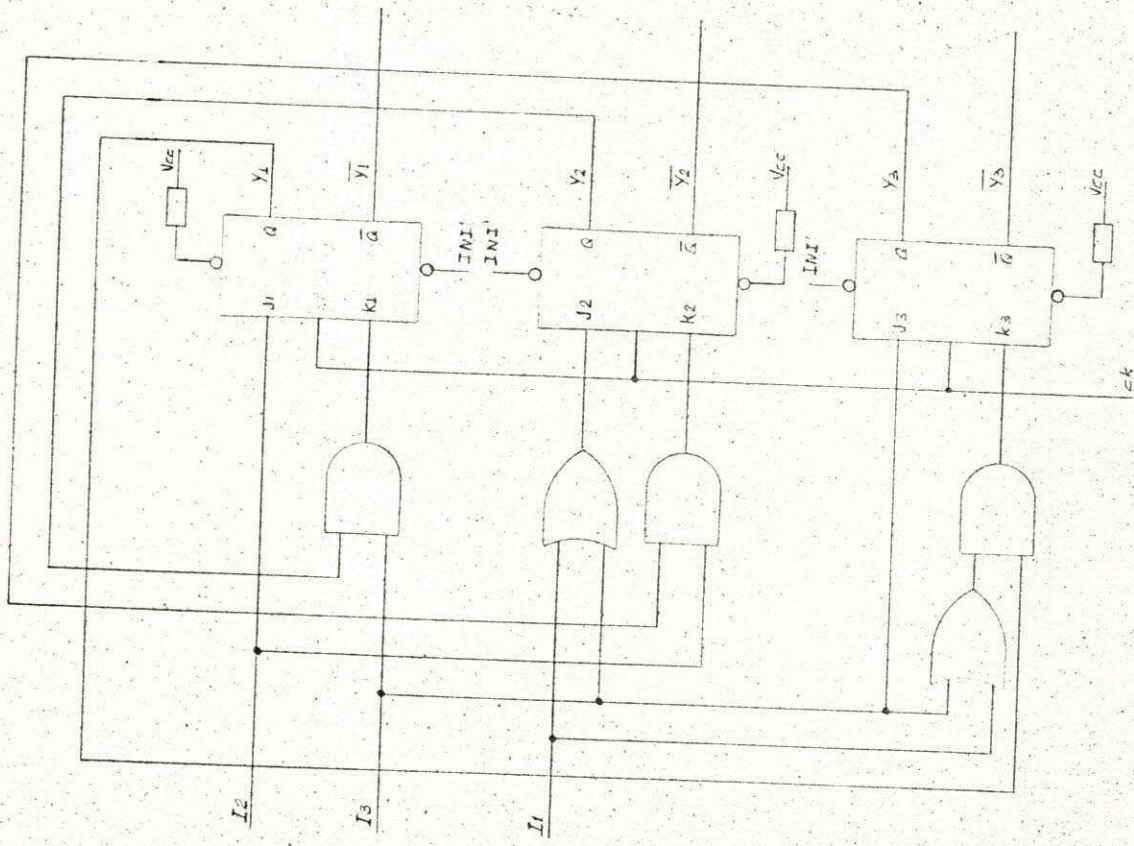 Vcc
Y1
Y̅1̅
Q
Q̅
J1
K1
INI'
INI'
Y2
Y̅2̅
Q
Q̅
J2
K2
Vcc
INI'
Y3
Y̅3̅
Q
Q̅
J3
K3
Vcc
ck
I2
I3
I1